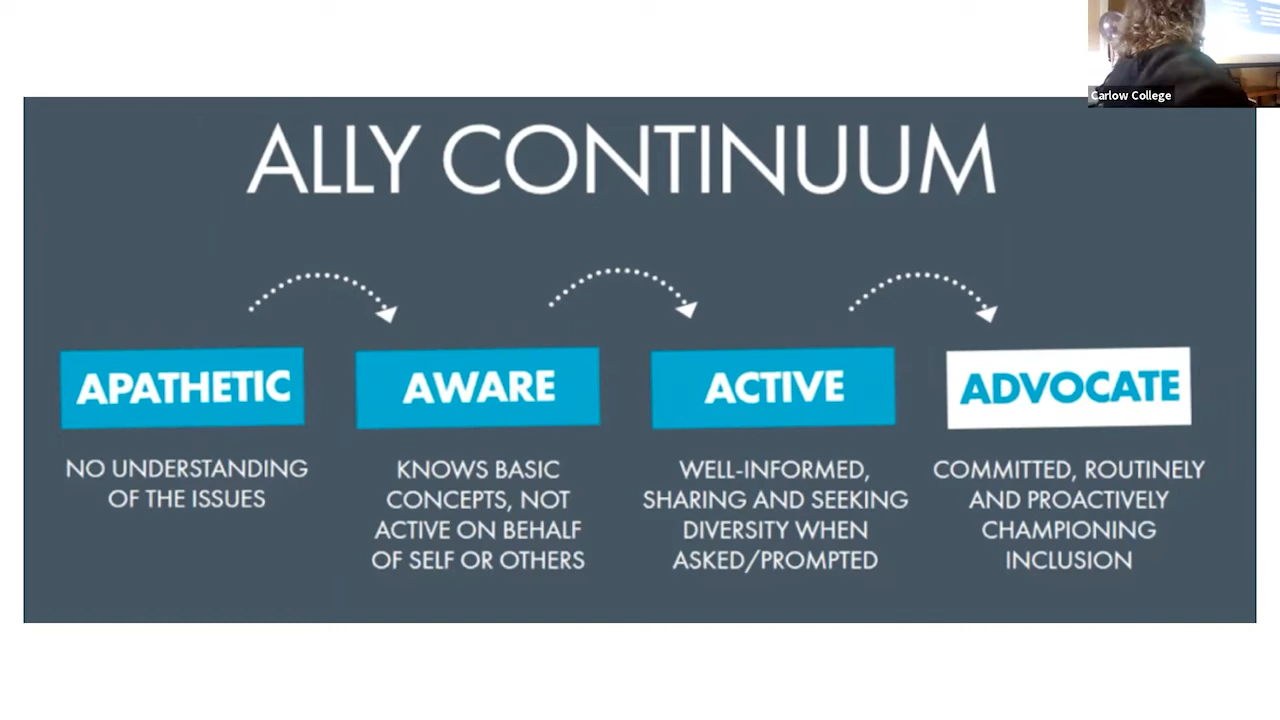 Carlow College
ALLY CONTINUUM
APATHETIC
NO UNDERSTANDING
OF THE ISSUES
AWARE
KNOWS BASIC
CONCEPTS, NOT
ACTIVE ON BEHALF
OF SELF OR OTHERS
ACTIVE
WELL-INFORMED,
SHARING AND SEEKING
DIVERSITY WHEN
ASKED/PROMPTED
ADVOCATE
COMMITTED, ROUTINELY
AND PROACTIVELY
CHAMPIONING
INCLUSION